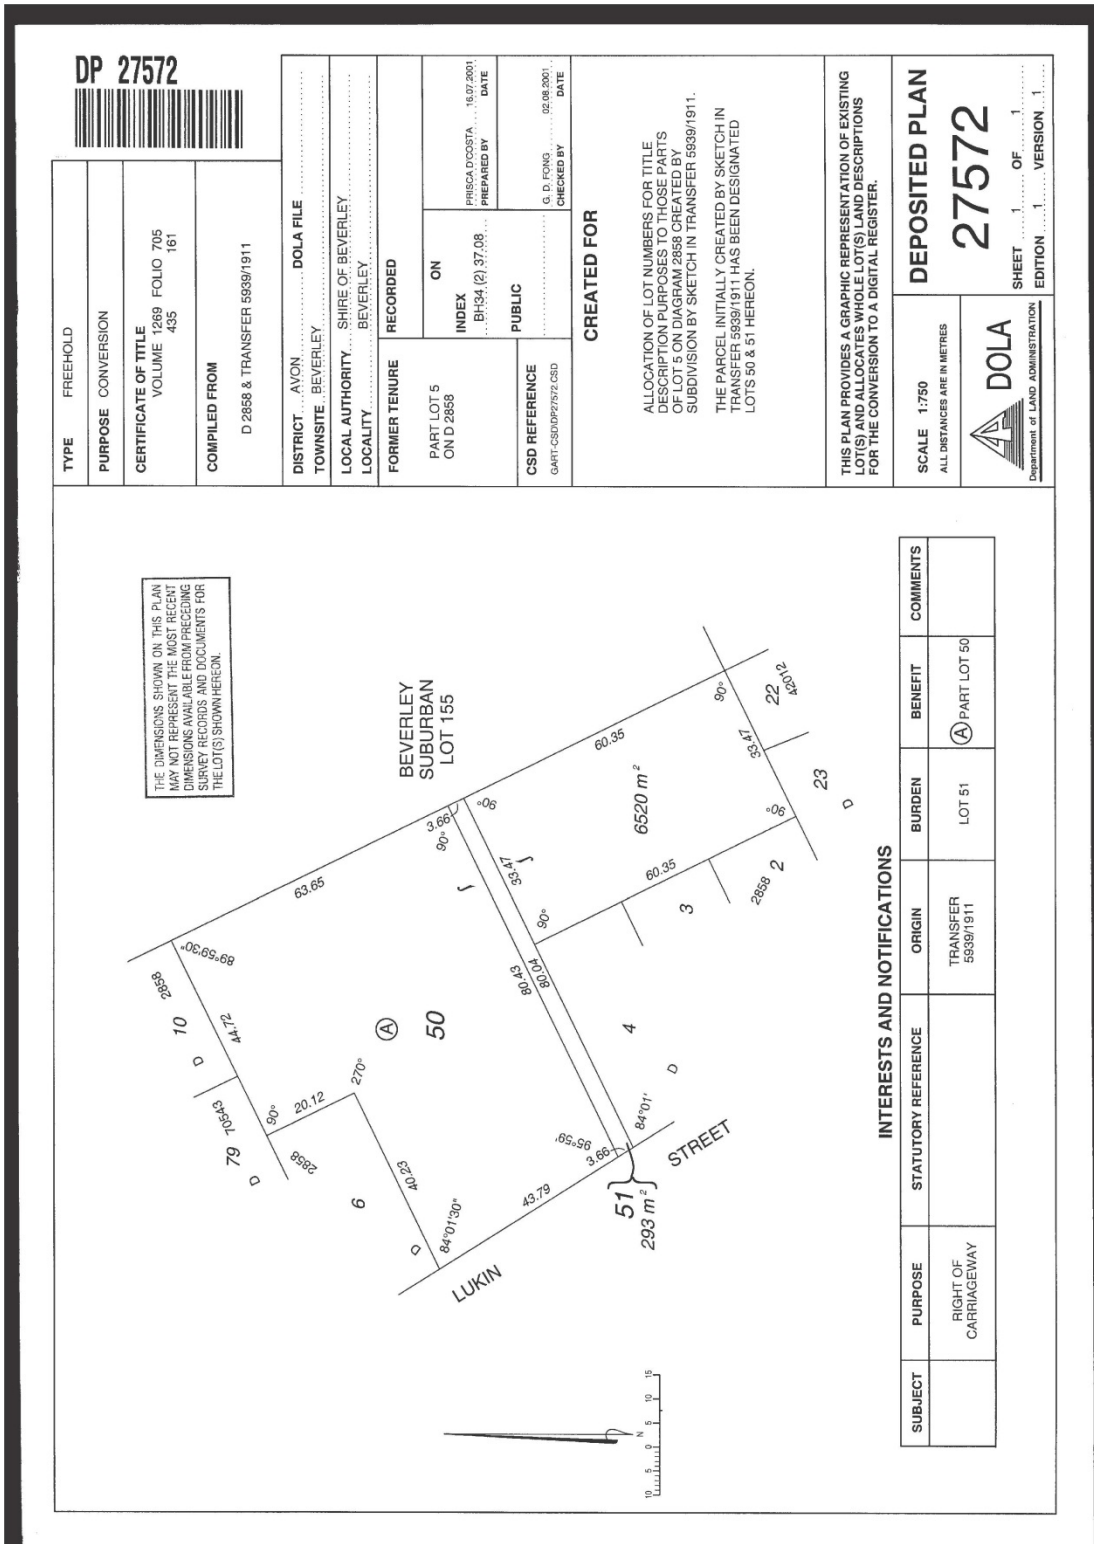 DP 27572
TYPE FREEHOLD
PURPOSE CONVERSION
CERTIFICATE OF TITLE
VOLUME 1269 FOLIO 705
435 161
COMPILED FROM
D 2858 & TRANSFER 5939/1911
DISTRICT AVON DOLA FILE
TOWNSITE BEVERLEY
LOCAL AUTHORITY SHIRE OF BEVERLEY
LOCALITY BEVERLEY
FORMER TENURE
PART LOT 5
ON D 2858
RECORDED
ON
INDEX
BH34 (2) 37.08
PUBLIC
PRISCA D'COSTA 16.07.2001
PREPARED BY DATE
G. D. FONG 02.08.2001
CHECKED BY DATE
CSD REFERENCE
GART-CSD\DP27572.CSD
CREATED FOR
ALLOCATION OF LOT NUMBERS FOR TITLE
DESCRIPTION PURPOSES TO THOSE PARTS
OF LOT 5 ON DIAGRAM 2858 CREATED BY
SUBDIVISION BY SKETCH IN TRANSFER 5939/1911.
THE PARCEL INITIALLY CREATED BY SKETCH IN
TRANSFER 5939/1911 HAS BEEN DESIGNATED
LOTS 50 & 51 HEREON.
THIS PLAN PROVIDES A GRAPHIC REPRESENTATION OF EXISTING
LOT(S) AND ALLOCATES WHOLE LOT(S) LAND DESCRIPTIONS
FOR THE CONVERSION TO A DIGITAL REGISTER.
SCALE 1:750
ALL DISTANCES ARE IN METRES
DOLA
Department of LAND ADMINISTRATION
DEPOSITED PLAN
27572
SHEET 1 OF 1
EDITION 1 VERSION 1
THE DIMENSIONS SHOWN ON THIS PLAN
MAY NOT REPRESENT THE MOST RECENT
DIMENSIONS AVAILABLE FROM PRECEDING
SURVEY RECORDS AND DOCUMENTS FOR
THE LOT(S) SHOWN HEREON.
BEVERLEY
SUBURBAN
LOT 155
D 79 70543
D 10 2858
44.72
89°59'30"
63.65
90°
20.12
270°
2858
6
D
40.23
84°01'30"
A
50
43.79
LUKIN
STREET
95°59'
3.66
80.43
80.04
90°
3.66
90°
33.47
90°
84°01'
51
293 m²
4
D
3
2858 2
60.35
60.35
6520 m²
90°
33.47
90°
22
42012
23
D
10 5 0 5 10 15
N
INTERESTS AND NOTIFICATIONS
SUBJECT PURPOSE STATUTORY REFERENCE ORIGIN BURDEN BENEFIT COMMENTS
RIGHT OF
CARRIAGEWAY
TRANSFER
5939/1911
LOT 51
A PART LOT 50